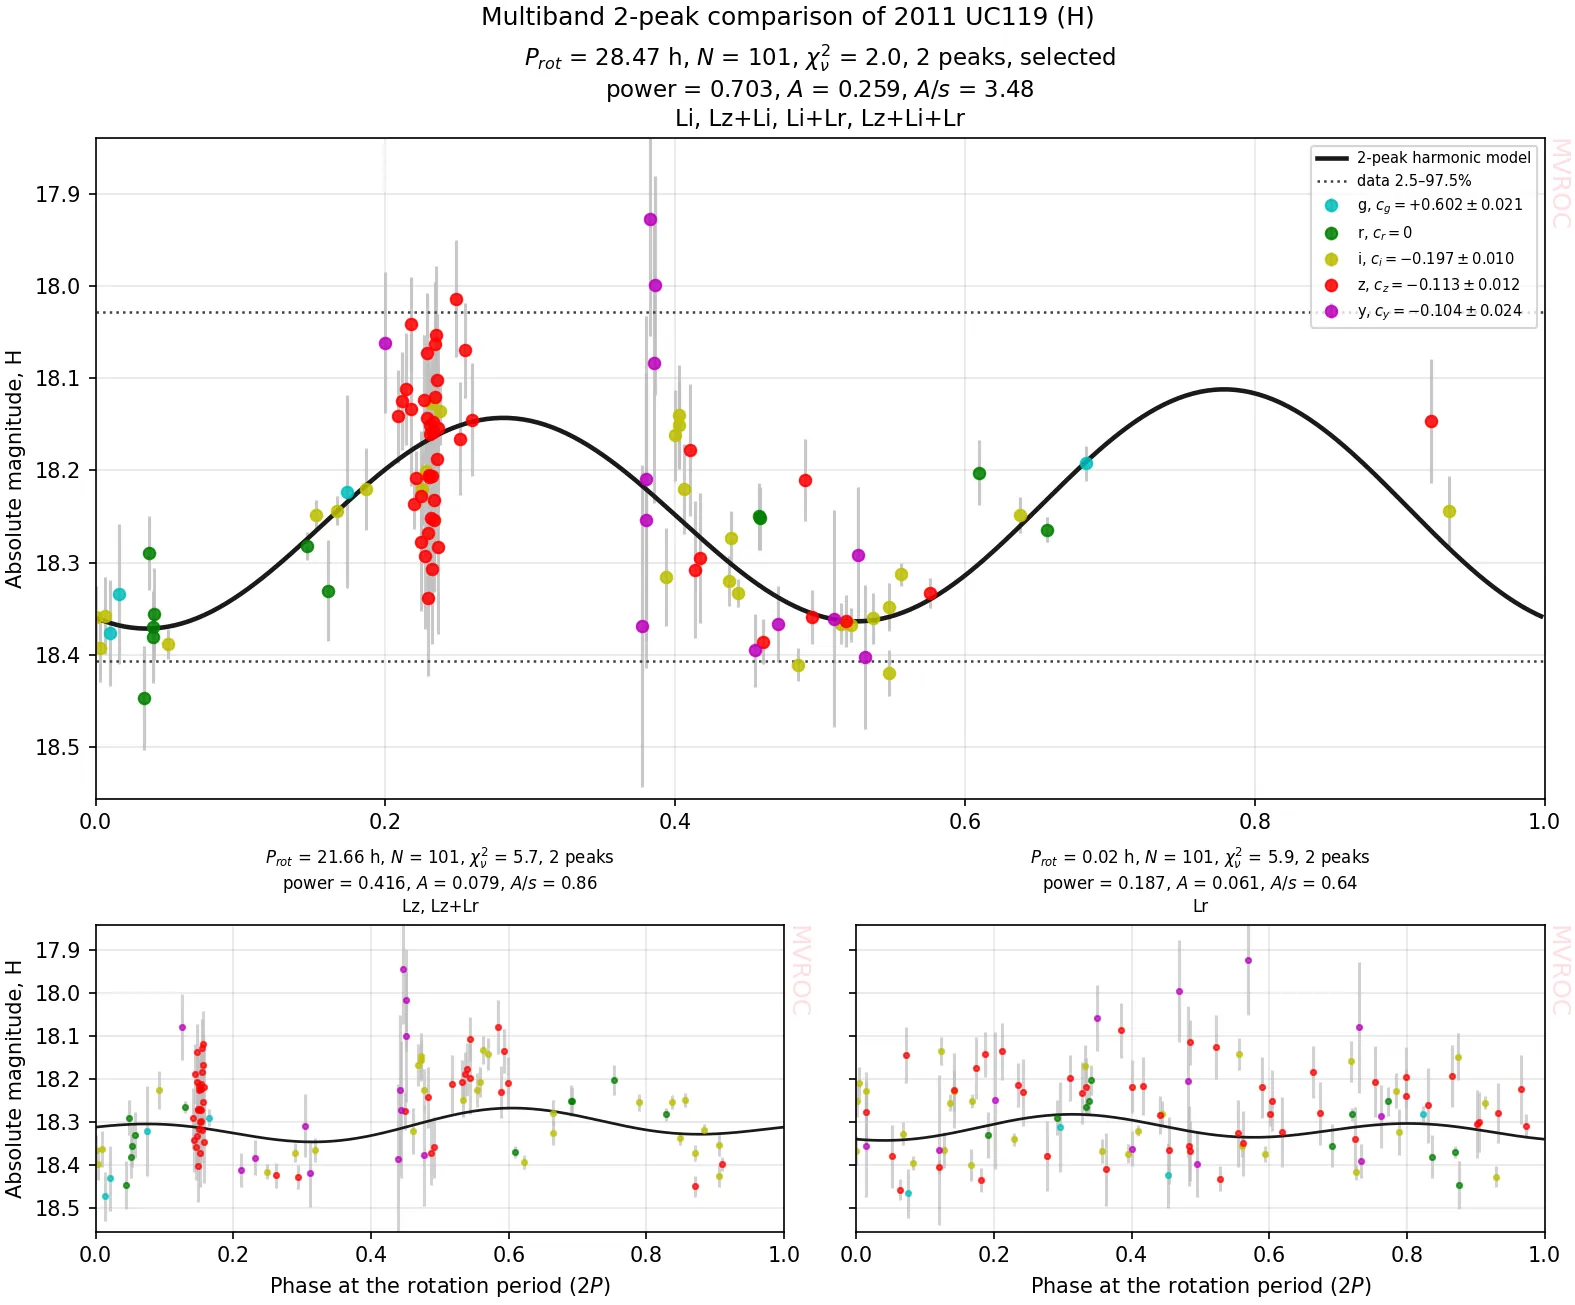 Multiband 2-peak comparison of 2011 UC119 (H)
P_rot = 28.47 h, N = 101, χ²_ν = 2.0, 2 peaks, selected
power = 0.703, A = 0.259, A/s = 3.48
Li, Lz+Li, Li+Lr, Lz+Li+Lr
2-peak harmonic model
data 2.5–97.5%
g, c_g = +0.602 ± 0.021
r, c_r = 0
i, c_i = −0.197 ± 0.010
z, c_z = −0.113 ± 0.012
y, c_y = −0.104 ± 0.024
MVROC
Absolute magnitude, H
17.9
18.0
18.1
18.2
18.3
18.4
18.5
0.0 0.2 0.4 0.6 0.8 1.0
P_rot = 21.66 h, N = 101, χ²_ν = 5.7, 2 peaks
power = 0.416, A = 0.079, A/s = 0.86
Lz, Lz+Lr
MVROC
Absolute magnitude, H
17.9
18.0
18.1
18.2
18.3
18.4
18.5
0.0 0.2 0.4 0.6 0.8 1.0
Phase at the rotation period (2P)
P_rot = 0.02 h, N = 101, χ²_ν = 5.9, 2 peaks
power = 0.187, A = 0.061, A/s = 0.64
Lr
MVROC
0.0 0.2 0.4 0.6 0.8 1.0
Phase at the rotation period (2P)